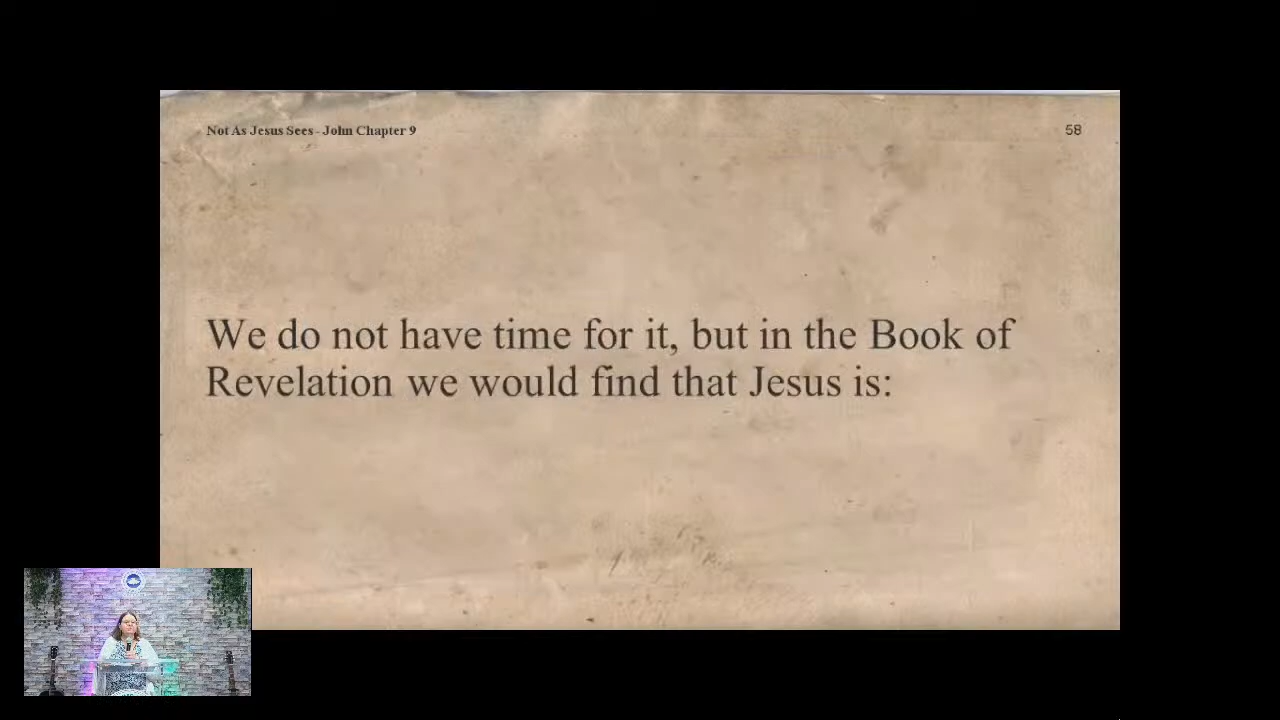 Not As Jesus Sees - John Chapter 9
58
We do not have time for it, but in the Book of
Revelation we would find that Jesus is: